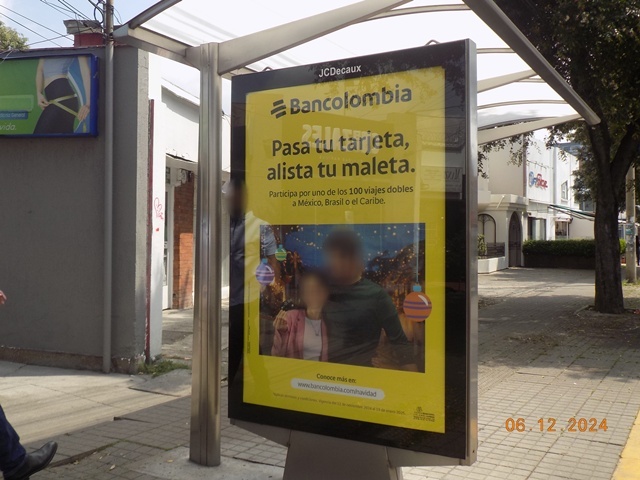 JCDecaux
Bancolombia
Pasa tu tarjeta,
alista tu maleta.
Participa por uno de los 100 viajes dobles
a México, Brasil o el Caribe.
Conoce más en:
www.bancolombia.com/navidad
06.12.2024